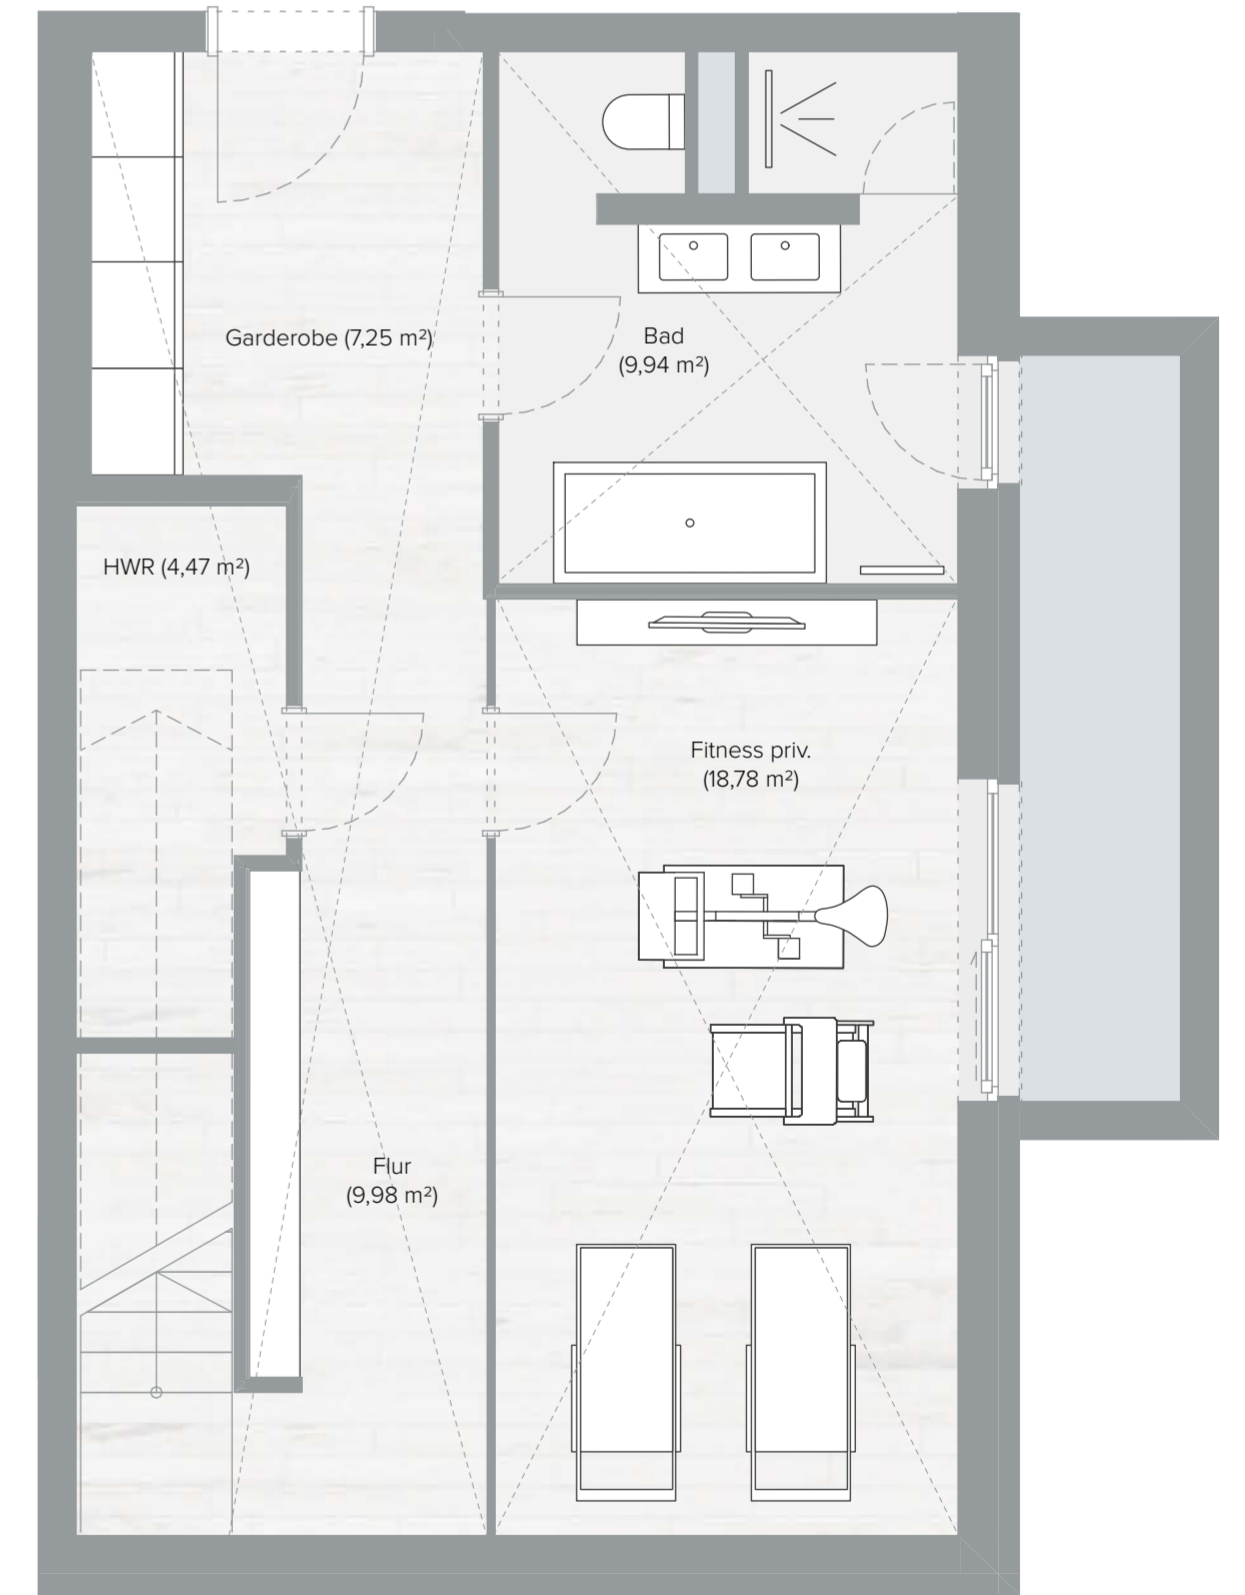 Garderobe (7,25 m²)
Bad
(9,94 m²)
HWR (4,47 m²)
Fitness priv.
(18,78 m²)
Flur
(9,98 m²)